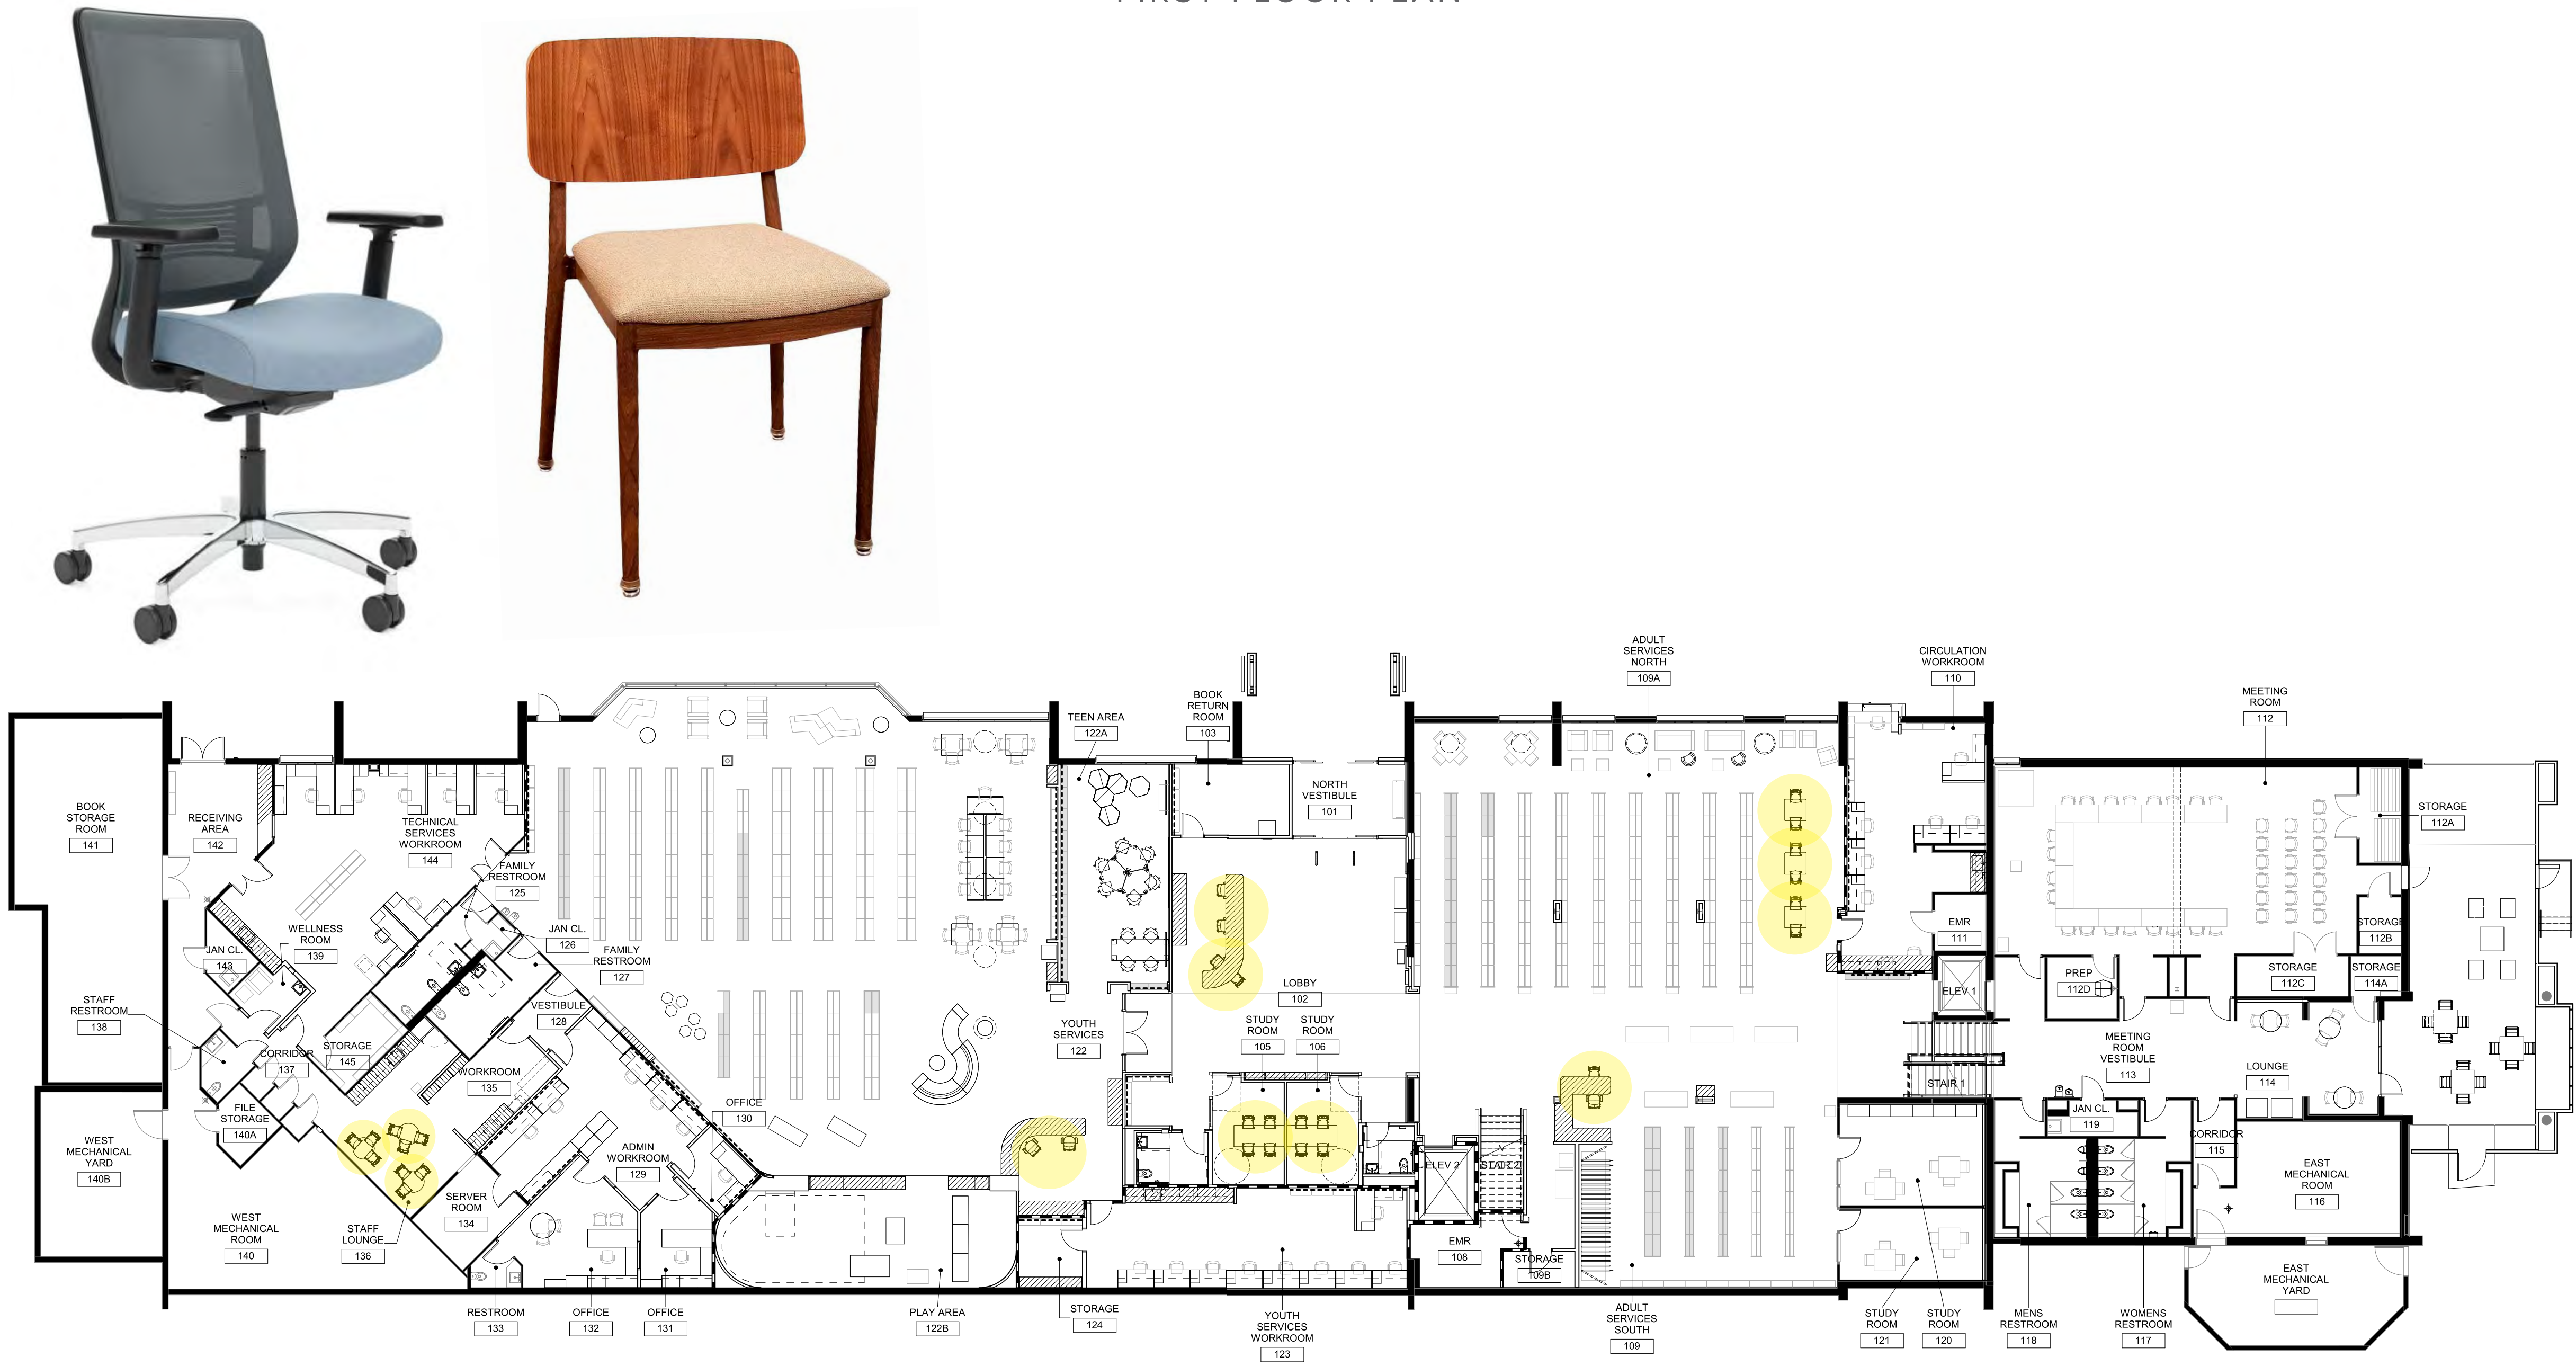 FIRST FLOOR PLAN
ADULT
SERVICES
NORTH
109A
CIRCULATION
WORKROOM
110
MEETING
ROOM
112
BOOK
RETURN
ROOM
103
TEEN AREA
122A
NORTH
VESTIBULE
101
BOOK
STORAGE
ROOM
141
RECEIVING
AREA
142
TECHNICAL
SERVICES
WORKROOM
144
STORAGE
112A
FAMILY
RESTROOM
125
WELLNESS
ROOM
139
JAN CL.
126
JAN CL.
143
FAMILY
RESTROOM
127
EMR
111
STORAGE
112B
STAFF
RESTROOM
138
VESTIBULE
128
LOBBY
102
ELEV 1
PREP
112D
STORAGE
112C
STORAGE
114A
CORRIDOR
137
STORAGE
145
WORKROOM
135
YOUTH
SERVICES
122
STUDY
ROOM
105
STUDY
ROOM
106
MEETING
ROOM
VESTIBULE
113
LOUNGE
114
STAIR 1
FILE
STORAGE
140A
OFFICE
130
JAN CL.
119
WEST
MECHANICAL
YARD
140B
ADMIN
WORKROOM
129
ELEV 2
STAIR 2
CORRIDOR
115
EAST
MECHANICAL
ROOM
116
SERVER
ROOM
134
WEST
MECHANICAL
ROOM
140
STAFF
LOUNGE
136
EMR
108
STORAGE
109B
EAST
MECHANICAL
YARD
RESTROOM
133
OFFICE
132
OFFICE
131
PLAY AREA
122B
STORAGE
124
YOUTH
SERVICES
WORKROOM
123
ADULT
SERVICES
SOUTH
109
STUDY
ROOM
121
STUDY
ROOM
120
MENS
RESTROOM
118
WOMENS
RESTROOM
117